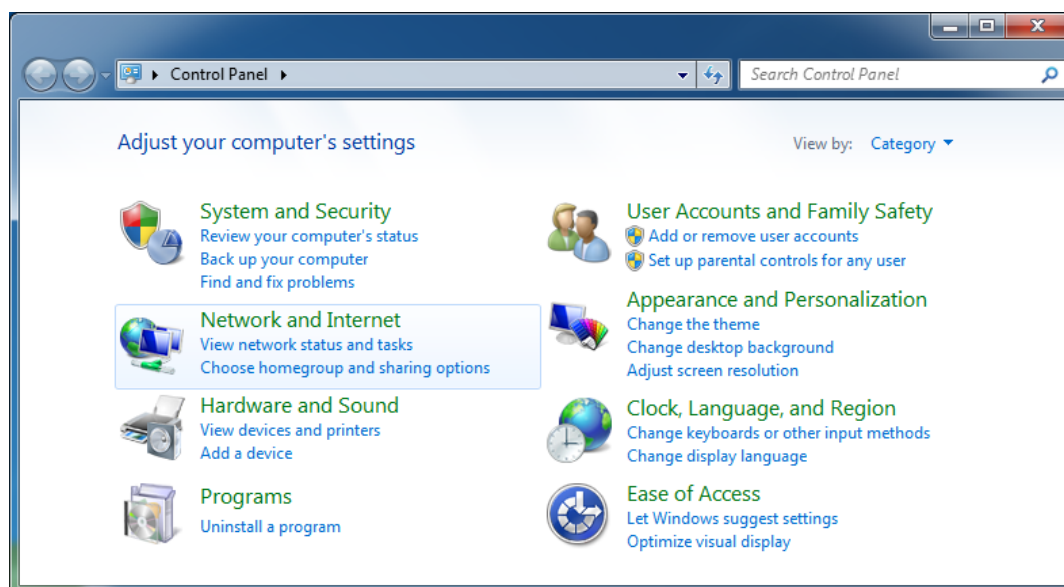 Control Panel
Search Control Panel
Adjust your computer's settings
View by: Category
System and Security
Review your computer's status
Back up your computer
Find and fix problems
Network and Internet
View network status and tasks
Choose homegroup and sharing options
Hardware and Sound
View devices and printers
Add a device
Programs
Uninstall a program
User Accounts and Family Safety
Add or remove user accounts
Set up parental controls for any user
Appearance and Personalization
Change the theme
Change desktop background
Adjust screen resolution
Clock, Language, and Region
Change keyboards or other input methods
Change display language
Ease of Access
Let Windows suggest settings
Optimize visual display